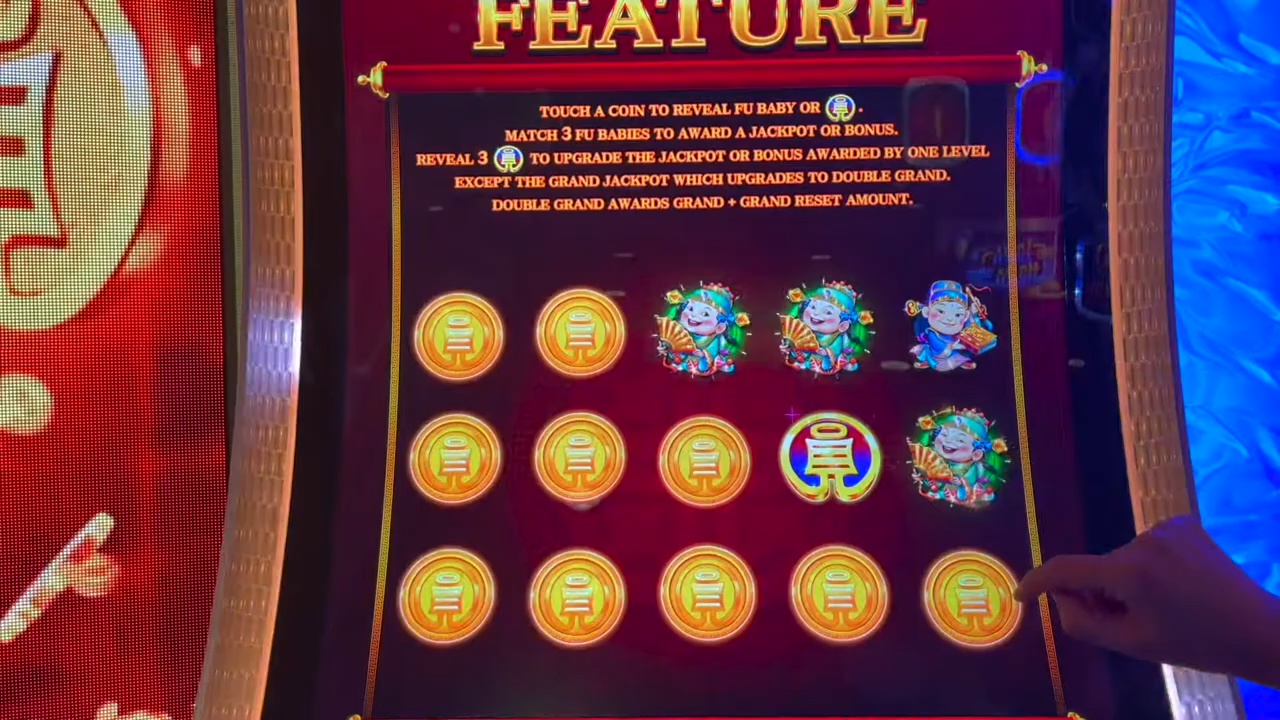 FEATURE
TOUCH A COIN TO REVEAL FU BABY OR .
MATCH 3 FU BABIES TO AWARD A JACKPOT OR BONUS.
REVEAL 3 TO UPGRADE THE JACKPOT OR BONUS AWARDED BY ONE LEVEL
EXCEPT THE GRAND JACKPOT WHICH UPGRADES TO DOUBLE GRAND.
DOUBLE GRAND AWARDS GRAND + GRAND RESET AMOUNT.